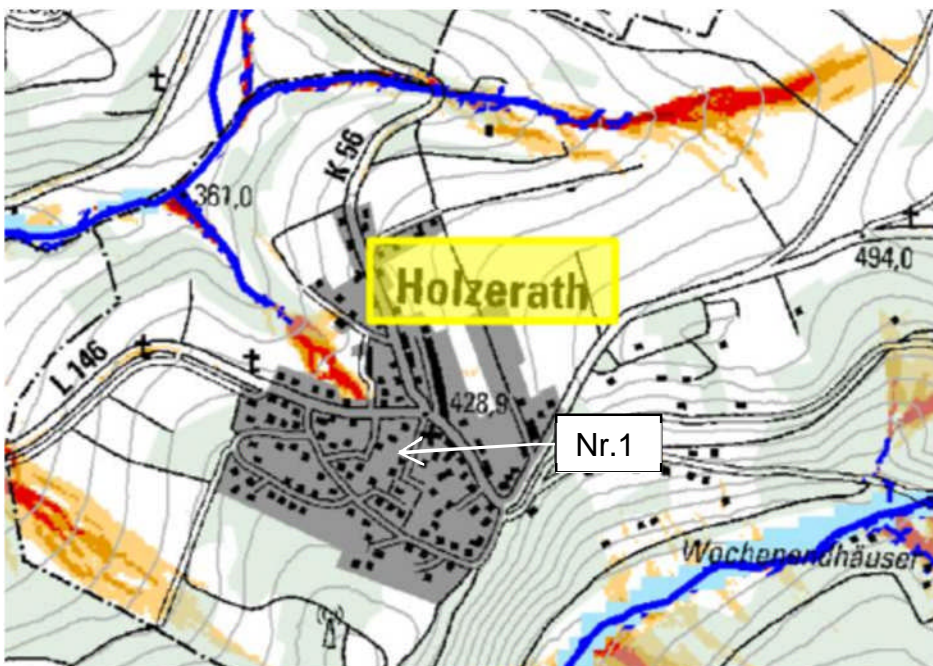 K 56
361,0
Holzerath
494,0
L 146
428,9
Nr.1
Wochenendhäuser